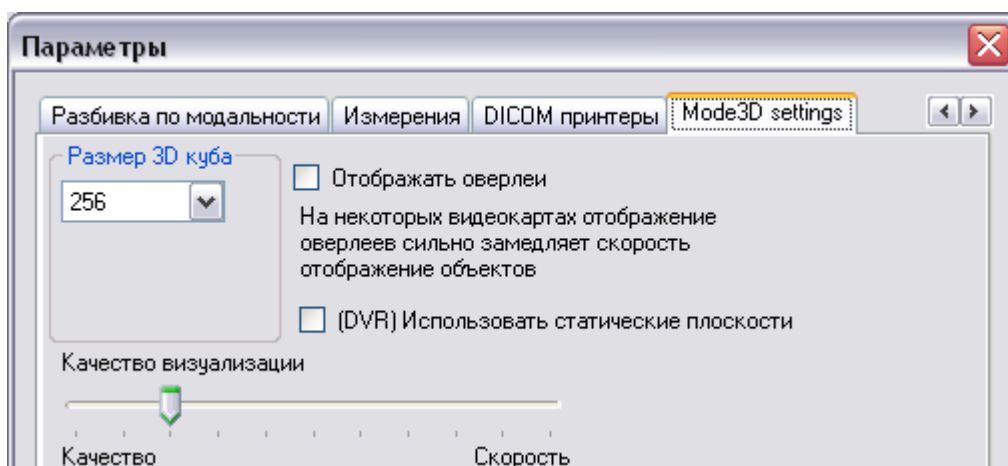 Параметры
Разбивка по модальности Измерения DICOM принтеры Mode3D settings
Размер 3D куба
256
Отображать оверлеи
На некоторых видеокартах отображение
оверлеев сильно замедляет скорость
отображение объектов
(DVR) Использовать статические плоскости
Качество визуализации
Качество Скорость